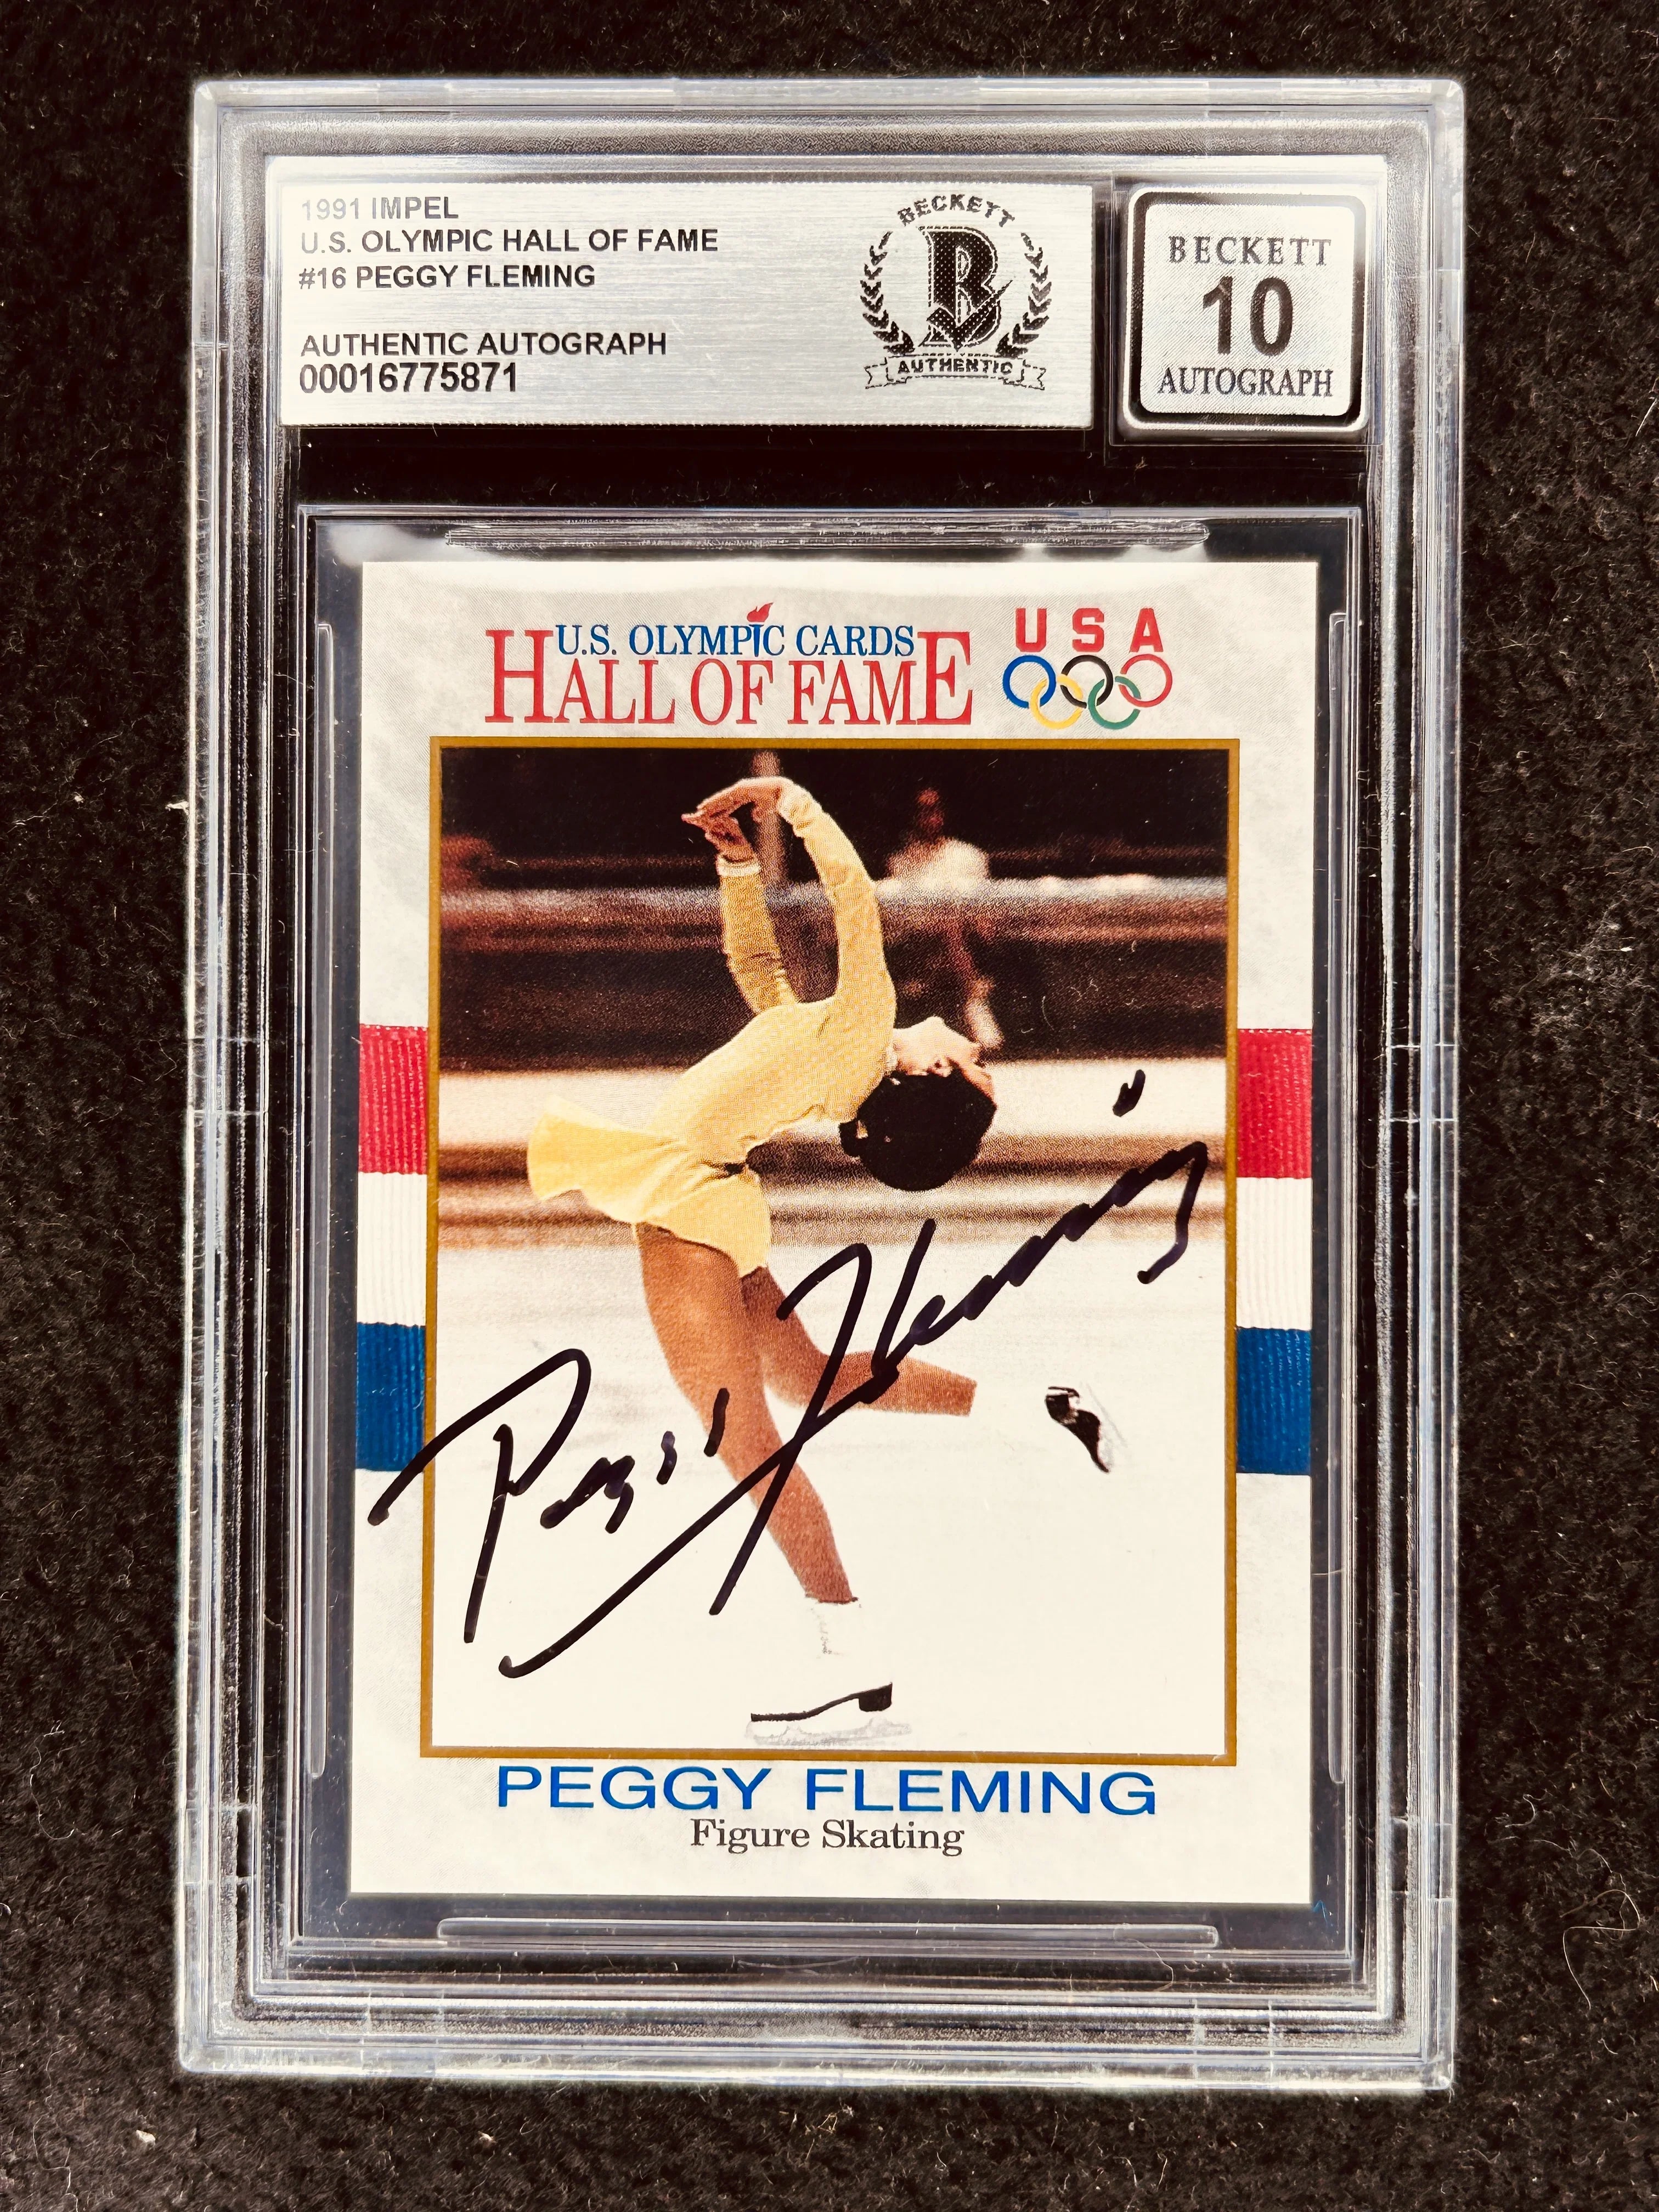 1991 IMPEL
U.S. OLYMPIC HALL OF FAME
#16 PEGGY FLEMING
AUTHENTIC AUTOGRAPH
00016775871
BECKETT
B
AUTHENTIC
BECKETT
10
AUTOGRAPH
U.S. OLYMPIC CARDS
HALL OF FAME
USA
Peggy Fleming
PEGGY FLEMING
Figure Skating